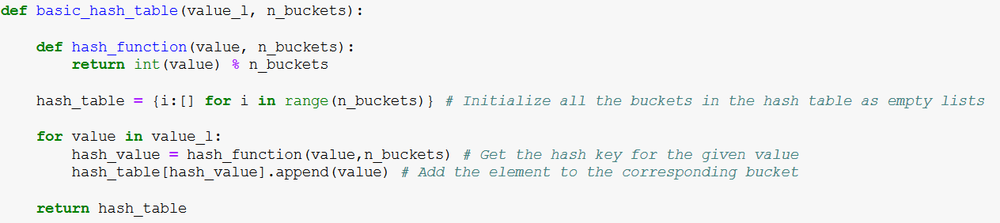 def basic_hash_table(value_l, n_buckets):
    def hash_function(value, n_buckets):
        return int(value) % n_buckets
    hash_table = {i:[] for i in range(n_buckets)} # Initialize all the buckets in the hash table as empty lists
    for value in value_l:
        hash_value = hash_function(value,n_buckets) # Get the hash key for the given value
        hash_table[hash_value].append(value) # Add the element to the corresponding bucket
    return hash_table